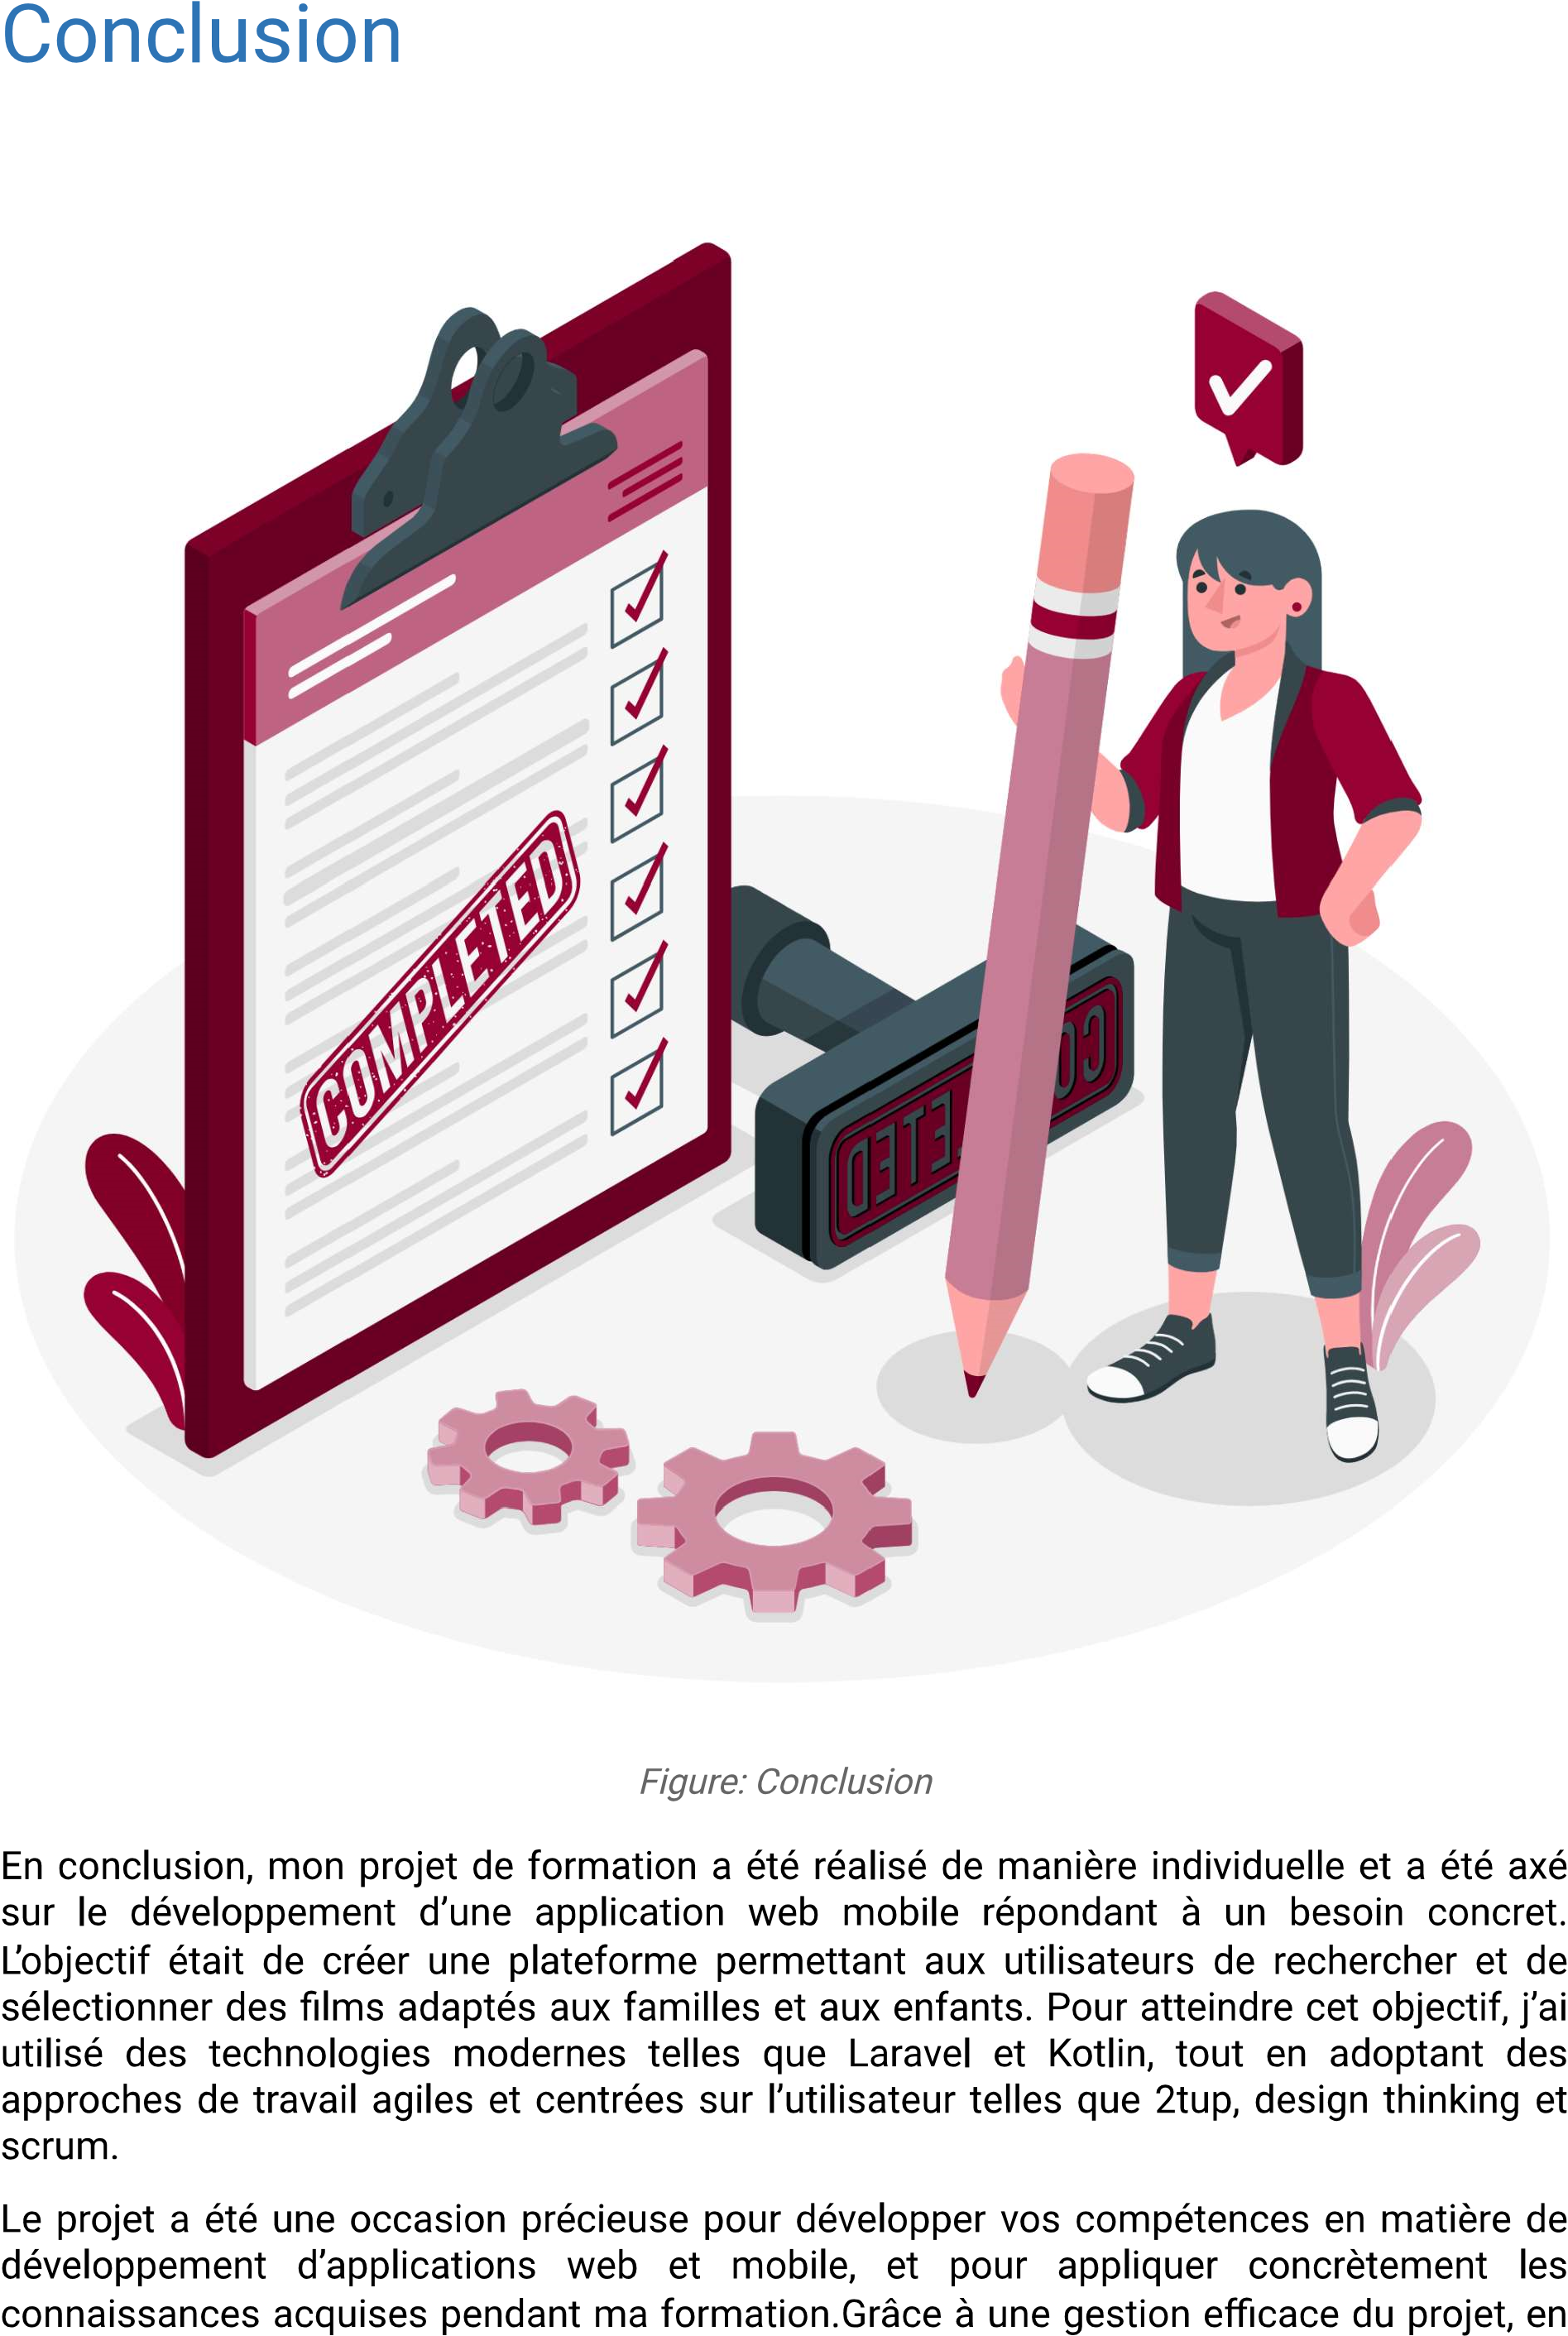 Conclusion
COMPLETED
COMPLETED
Figure: Conclusion
En conclusion, mon projet de formation a été réalisé de manière individuelle et a été axé
sur le développement d’une application web mobile répondant à un besoin concret.
L’objectif était de créer une plateforme permettant aux utilisateurs de rechercher et de
sélectionner des films adaptés aux familles et aux enfants. Pour atteindre cet objectif, j’ai
utilisé des technologies modernes telles que Laravel et Kotlin, tout en adoptant des
approches de travail agiles et centrées sur l’utilisateur telles que 2tup, design thinking et
scrum.
Le projet a été une occasion précieuse pour développer vos compétences en matière de
développement d’applications web et mobile, et pour appliquer concrètement les
connaissances acquises pendant ma formation.Grâce à une gestion efficace du projet, en